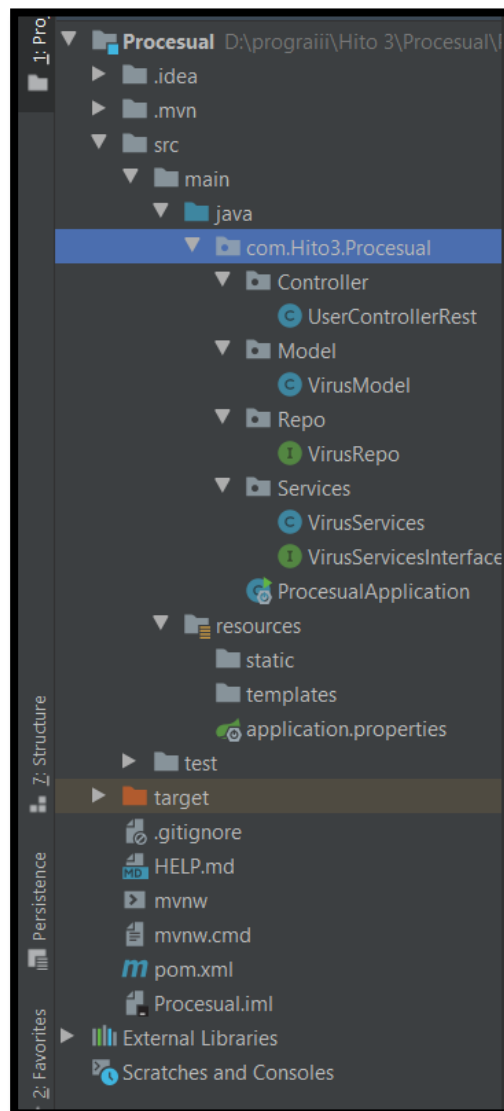 1: Pro
Procesual D:\prograiii\Hito 3\Procesual\
.idea
.mvn
src
main
java
com.Hito3.Procesual
Controller
C UserControllerRest
Model
C VirusModel
Repo
I VirusRepo
Services
C VirusServices
I VirusServicesInterface
ProcesualApplication
resources
static
templates
application.properties
7: Structure
test
target
.gitignore
MD HELP.md
Persistence
mvnw
mvnw.cmd
m pom.xml
Procesual.iml
2: Favorites
External Libraries
Scratches and Consoles